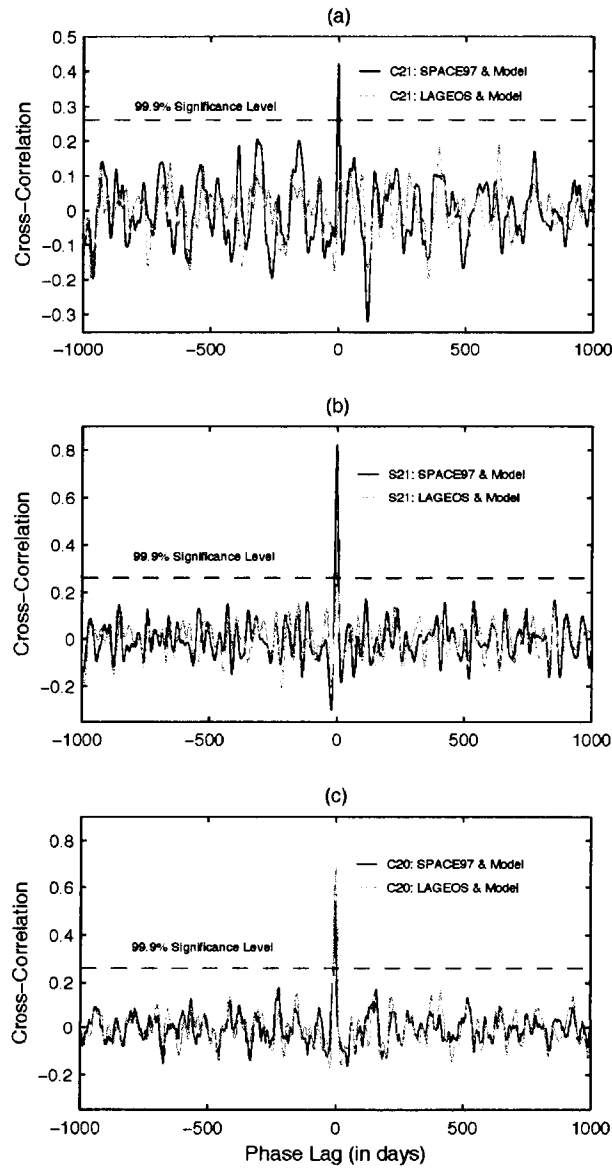 (a)
0.5
0.4
0.3
0.2
0.1
0
−0.1
−0.2
−0.3
Cross−Correlation
C21: SPACE97 & Model
C21: LAGEOS & Model
99.9% Significance Level
−1000
−500
0
500
1000
(b)
0.8
0.6
0.4
0.2
0
−0.2
Cross−Correlation
S21: SPACE97 & Model
S21: LAGEOS & Model
99.9% Significance Level
−1000
−500
0
500
1000
(c)
0.8
0.6
0.4
0.2
0
−0.2
Cross−Correlation
C20: SPACE97 & Model
C20: LAGEOS & Model
99.9% Significance Level
−1000
−500
0
500
1000
Phase Lag (in days)